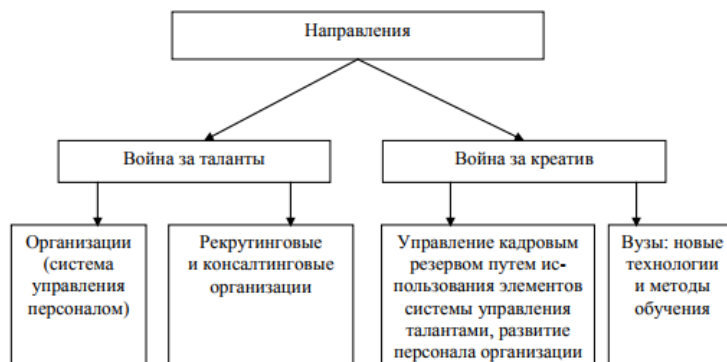 Направления
Война за таланты
Война за креатив
Организации
(система
управления
персоналом)
Рекрутинговые
и консалтинговые
организации
Управление кадровым
резервом путем ис-
пользования элементов
системы управления
талантами, развитие
персонала организации
Вузы: новые
технологии
и методы
обучения